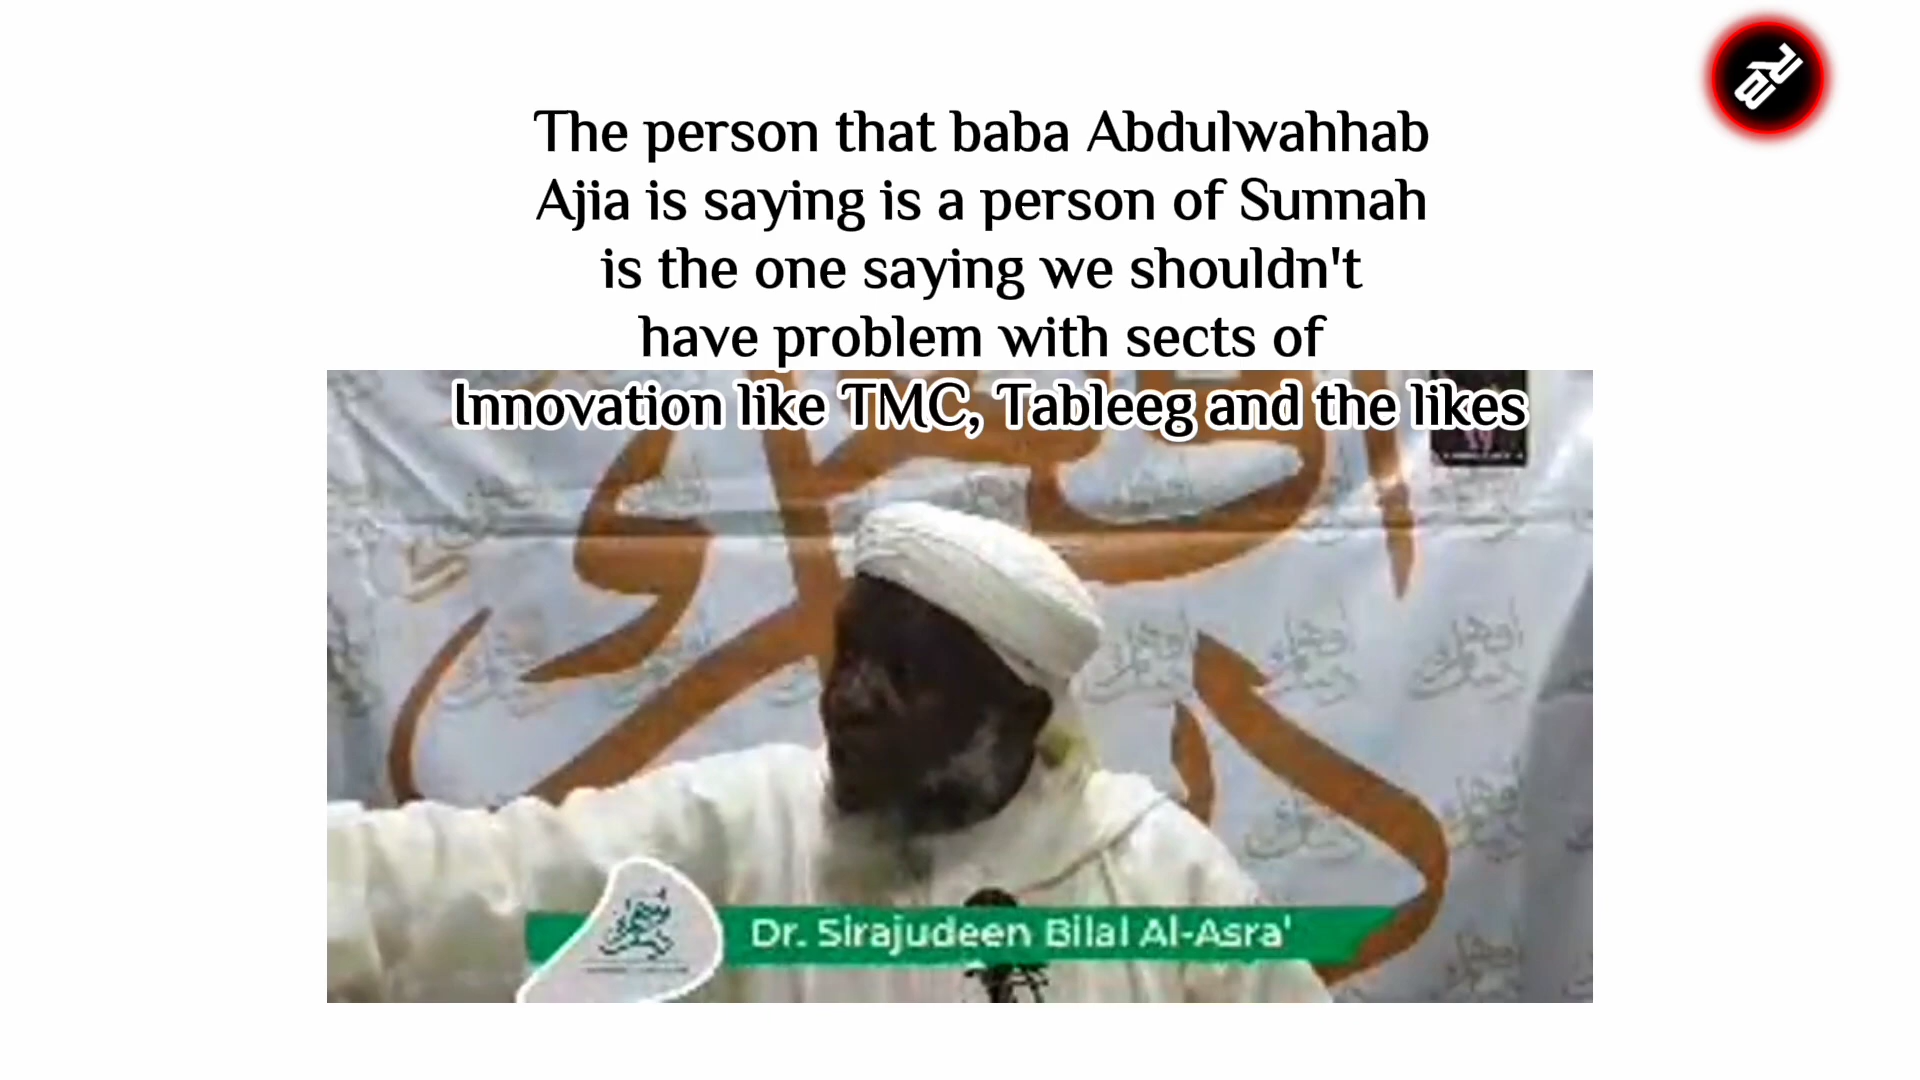 The person that baba Abdulwahhab
Ajia is saying is a person of Sunnah
is the one saying we shouldn't
have problem with sects of
Innovation like TMC, Tableeg and the likes
Dr. Sirajudeen Bilal Al-Asra'